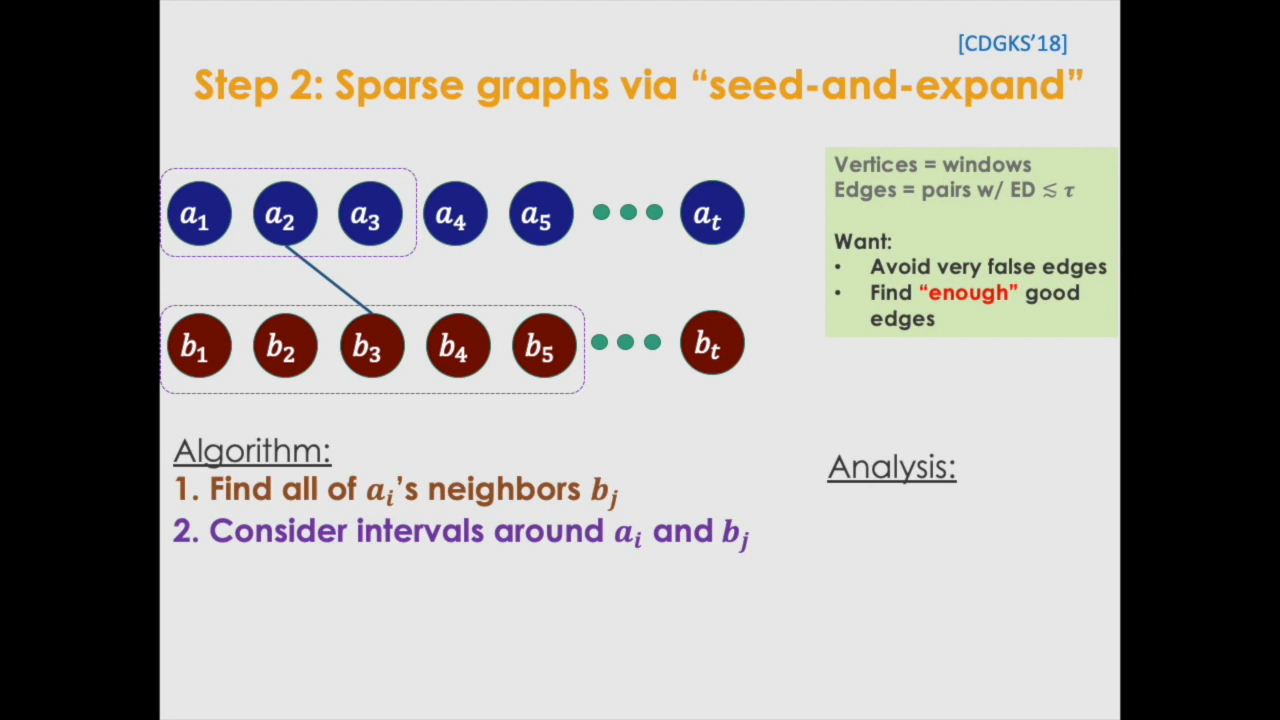 [CDGKS'18]
Step 2: Sparse graphs via “seed-and-expand”
a₁ a₂ a₃ a₄ a₅ aₜ
b₁ b₂ b₃ b₄ b₅ bₜ
Vertices = windows
Edges = pairs w/ ED ≲ τ
Want:
• Avoid very false edges
• Find “enough” good
edges
Algorithm:
1. Find all of aᵢ's neighbors bⱼ
2. Consider intervals around aᵢ and bⱼ
Analysis: